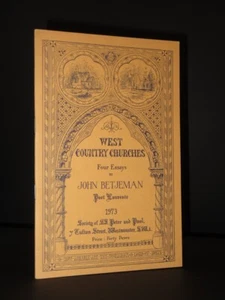 WEST
COUNTRY CHURCHES
Four Essays
by
JOHN BETJEMAN
Poet Laureate
1973
Society of SS Peter and Paul,
7 Tufton Street, Westminster, S.W.1.
Price: Forty Pence